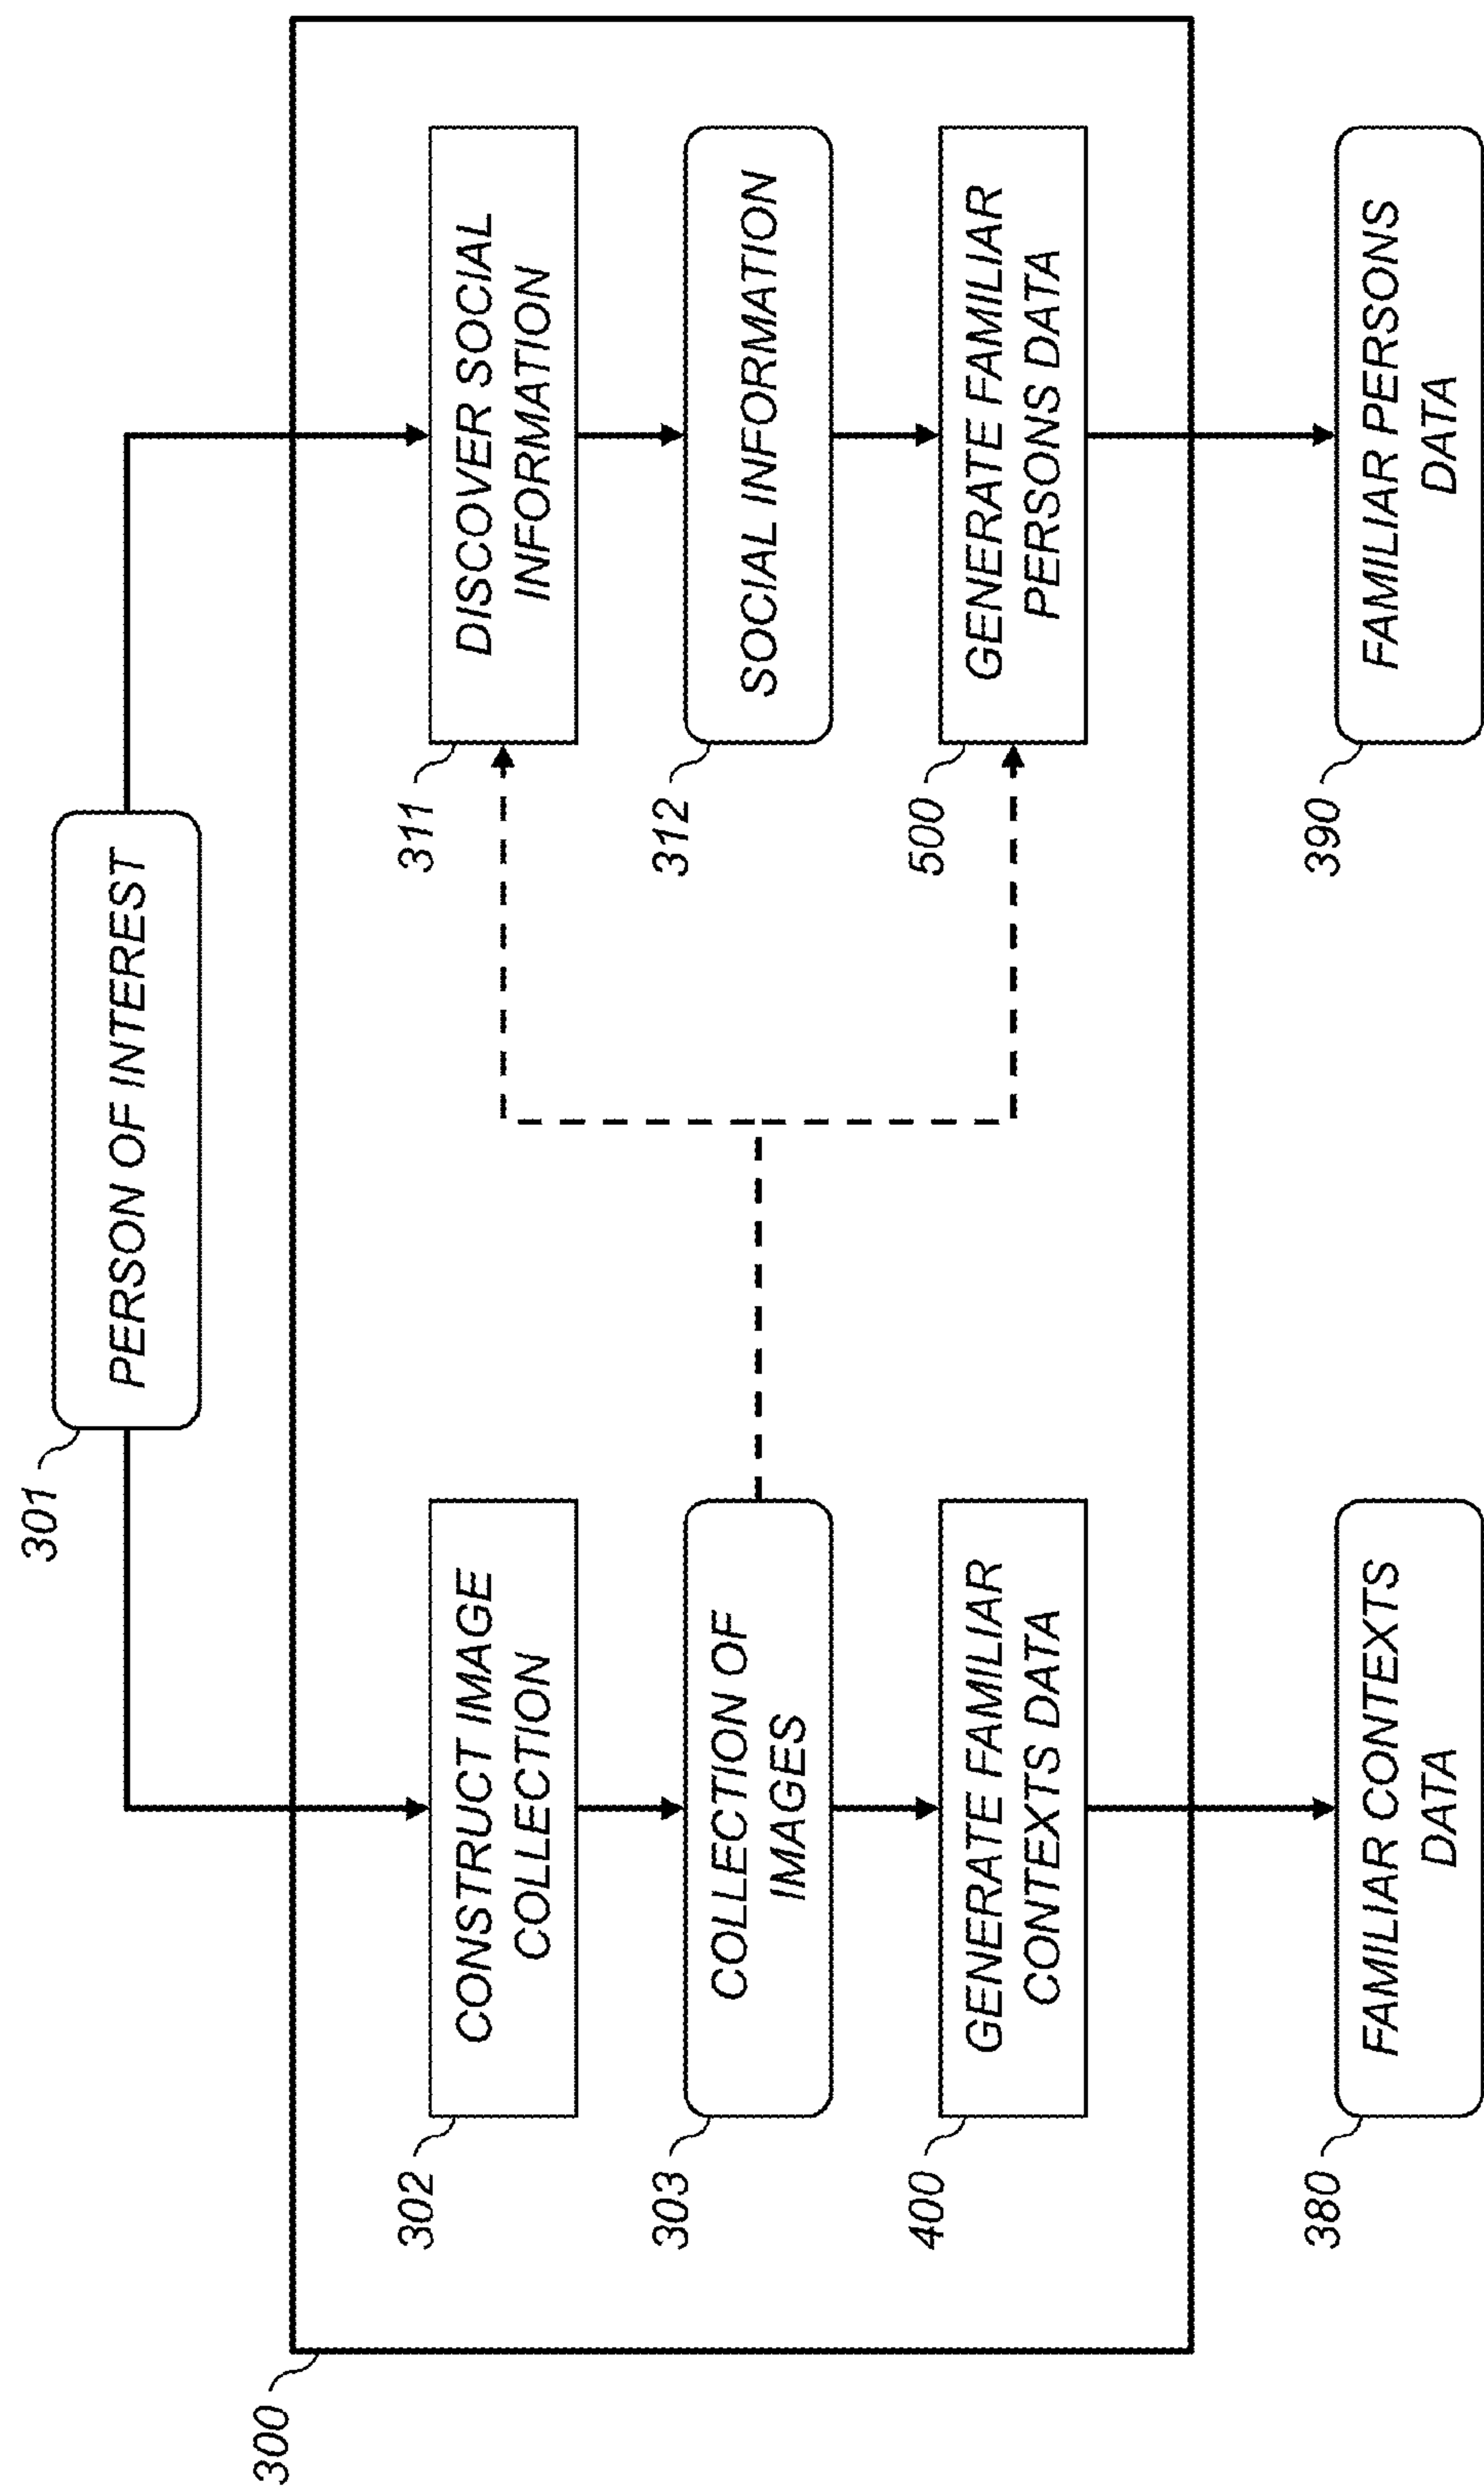 301
PERSON OF INTEREST
300
302
CONSTRUCT IMAGE
COLLECTION
311
DISCOVER SOCIAL
INFORMATION
303
COLLECTION OF
IMAGES
312
SOCIAL INFORMATION
400
GENERATE FAMILIAR
CONTEXTS DATA
500
GENERATE FAMILIAR
PERSONS DATA
380
FAMILIAR CONTEXTS
DATA
390
FAMILIAR PERSONS
DATA